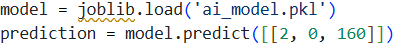 model = joblib.load('ai_model.pkl')
prediction = model.predict([[2, 0, 160]])